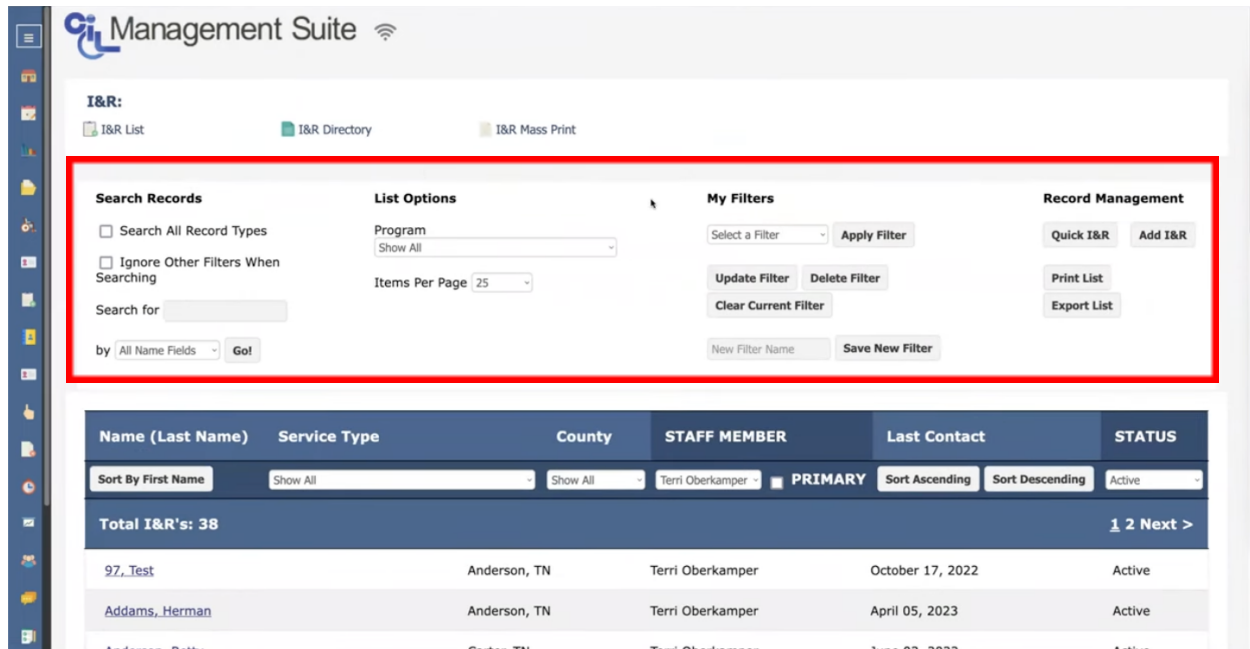 CIL Management Suite
I&R:
I&R List I&R Directory I&R Mass Print
Search Records List Options My Filters Record Management
Search All Record Types Program Select a Filter Apply Filter Quick I&R Add I&R
Show All
Ignore Other Filters When
Searching Items Per Page 25 Update Filter Delete Filter Print List
Search for Clear Current Filter Export List
by All Name Fields Go! New Filter Name Save New Filter
Name (Last Name) Service Type County STAFF MEMBER Last Contact STATUS
Sort By First Name Show All Show All Terri Oberkamper PRIMARY Sort Ascending Sort Descending Active
Total I&R's: 38 1 2 Next >
97, Test Anderson, TN Terri Oberkamper October 17, 2022 Active
Addams, Herman Anderson, TN Terri Oberkamper April 05, 2023 Active